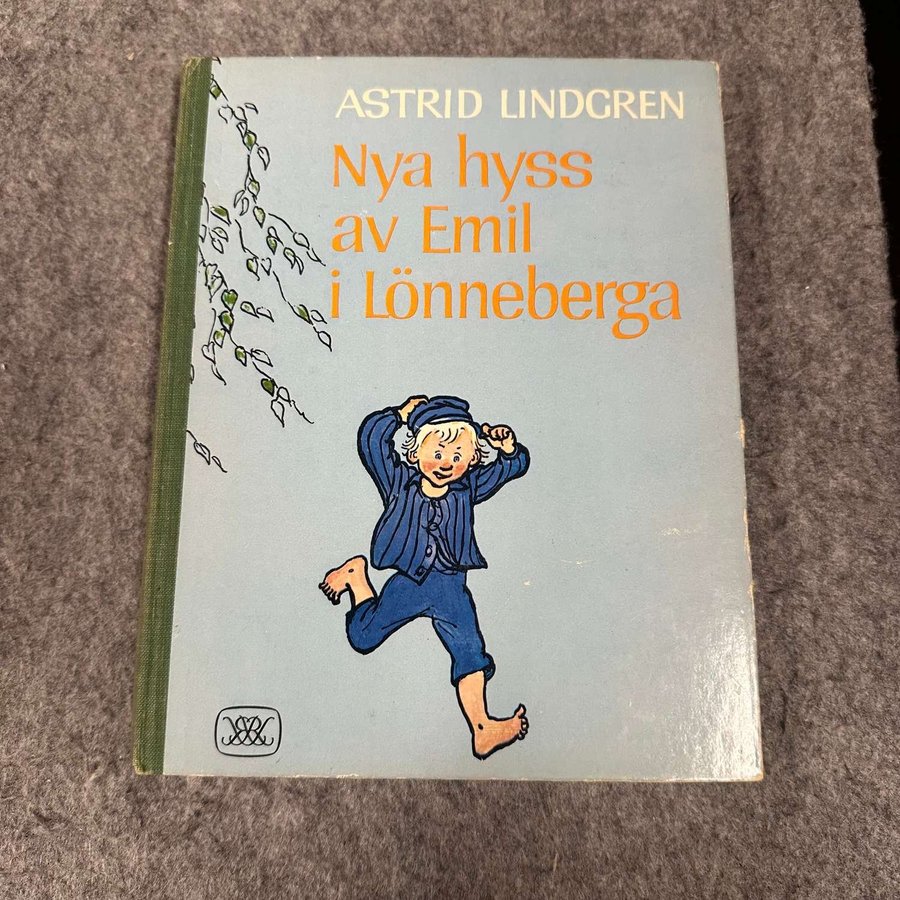 ASTRID LINDGREN
Nya hyss
av Emil
i Lönneberga